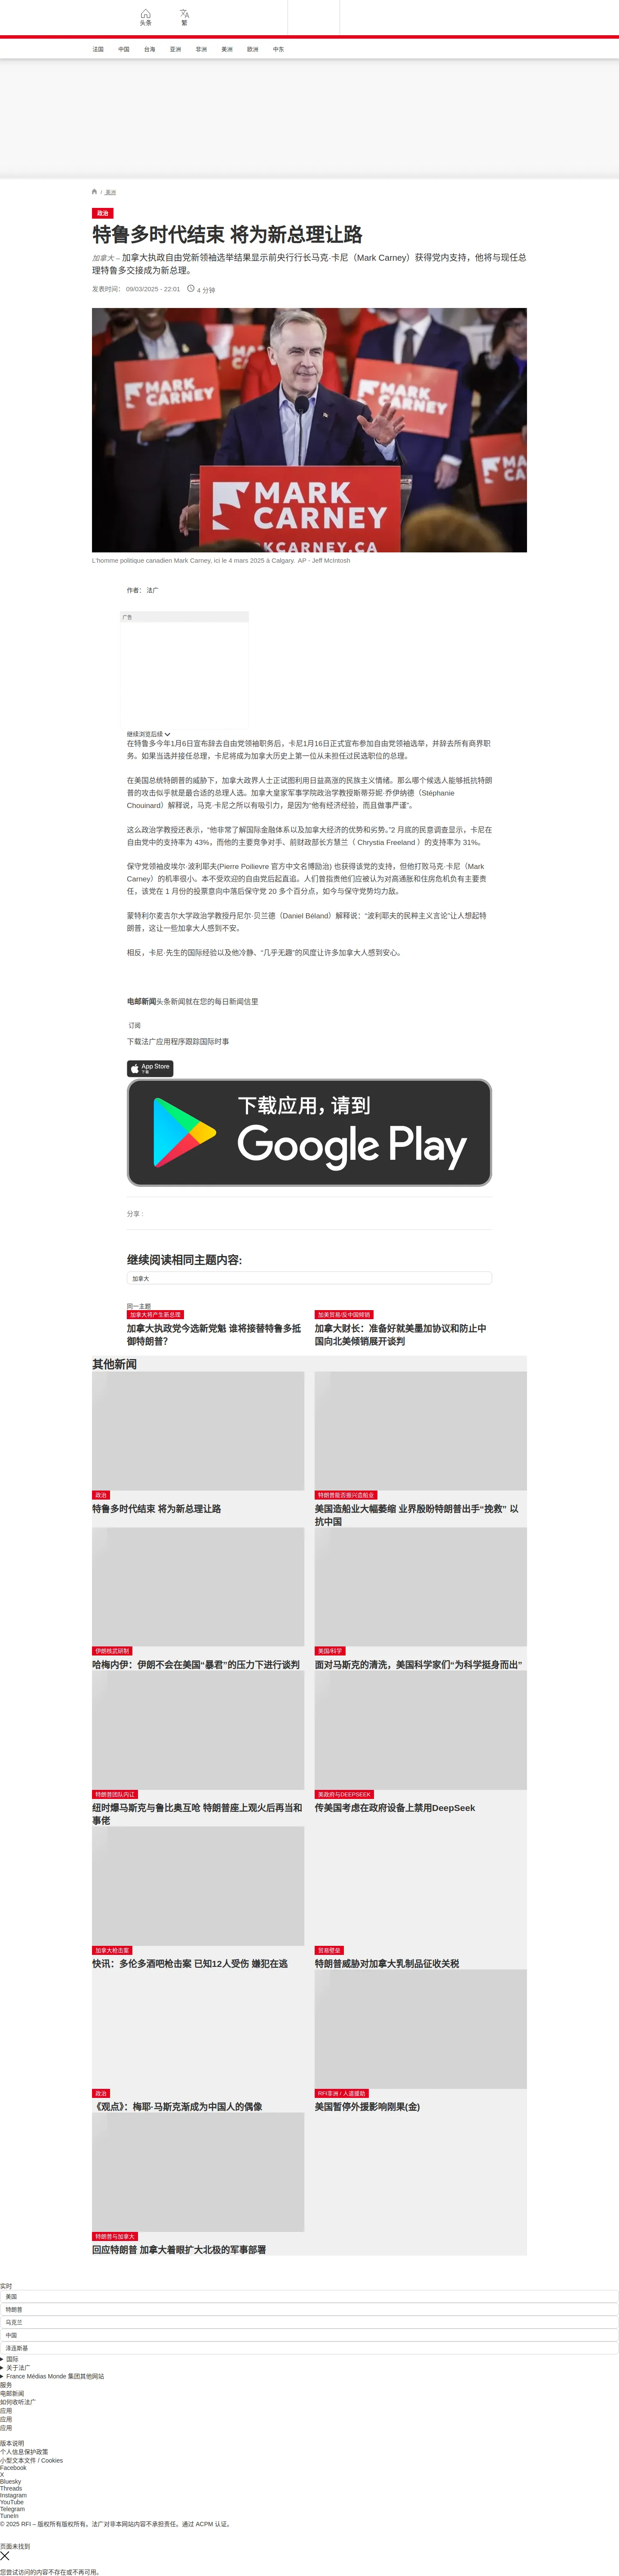 头条
繁
法国 中国 台海 亚洲 非洲 美洲 欧洲 中东
政治
特鲁多时代结束 将为新总理让路
加拿大 – 加拿大执政自由党新领袖选举结果显示前央行行长马克·卡尼（Mark Carney）获得党内支持，他将与现任总
理特鲁多交接成为新总理。
发表时间： 09/03/2025 - 22:01 4 分钟
MARK CARNEY
MARK
CARNEY
MARK
CARNEY
MARK
CARNEY
L'homme politique canadien Mark Carney, ici le 4 mars 2025 à Calgary. AP - Jeff McIntosh
作者： 法广
广告
继续浏览后续
在特鲁多今年1月6日宣布辞去自由党领袖职务后，卡尼1月16日正式宣布参加自由党领袖选举，并辞去所有商界职
务。如果当选并接任总理，卡尼将成为加拿大历史上第一位从未担任过民选职位的总理。
在美国总统特朗普的威胁下，加拿大政界人士正试图利用日益高涨的民族主义情绪。那么哪个候选人能够抵抗特朗
普的攻击似乎就是最合适的总理人选。加拿大皇家军事学院政治学教授斯蒂芬妮·乔伊纳德（Stéphanie
Chouinard）解释说，马克·卡尼之所以有吸引力，是因为“他有经济经验，而且做事严谨”。
这么政治学教授还表示，“他非常了解国际金融体系以及加拿大经济的优势和劣势。”2 月底的民意调查显示，卡尼在
自由党中的支持率为 43%，而他的主要竞争对手、前财政部长方慧兰（ Chrystia Freeland ）的支持率为 31%。
保守党领袖皮埃尔·波利耶夫(Peter Poilievre 官方中文名博励治) 也获得该党的支持，但他打败马克·卡尼（Mark
Carney）的机率很小。本不受欢迎的自由党后起直追。人们曾指责他们应被认为对高通胀和住房危机负有主要责
任，该党在 1 月份的投票意向中落后保守党 20 多个百分点，如今与保守党势均力敌。
蒙特利尔麦吉尔大学政治学教授丹尼尔·贝兰德（Daniel Béland）解释说：“波利耶夫的民粹主义言论“让人想起特
朗普，这让一些加拿大人感到不安。
相反，卡尼·先生的国际经验以及他冷静、“几乎无趣”的风度让许多加拿大人感到安心。
电邮新闻头条新闻就在您的每日新闻信里
订阅
下载法广应用程序跟踪国际时事
App Store
下载
下载应用，请到
Google Play
分享 :
继续阅读相同主题内容:
加拿大
同一主题
加拿大将产生新总理
加拿大执政党今选新党魁 谁将接替特鲁多抵
御特朗普？
加美贸易/反中国倾销
加拿大财长：准备好就美墨加协议和防止中
国向北美倾销展开谈判
其他新闻
政治
特鲁多时代结束 将为新总理让路
特朗普能否振兴造船业
美国造船业大幅萎缩 业界殷盼特朗普出手“挽救” 以
抗中国
伊朗核武研制
哈梅内伊：伊朗不会在美国“暴君”的压力下进行谈判
美国/科学
面对马斯克的清洗，美国科学家们“为科学挺身而出”
特朗普团队内讧
纽时爆马斯克与鲁比奥互呛 特朗普座上观火后再当和
事佬
美政府与DEEPSEEK
传美国考虑在政府设备上禁用DeepSeek
加拿大枪击案
快讯：多伦多酒吧枪击案 已知12人受伤 嫌犯在逃
贸易壁垒
特朗普威胁对加拿大乳制品征收关税
政治
《观点》：梅耶·马斯克渐成为中国人的偶像
RFI非洲 / 人道援助
美国暂停外援影响刚果(金)
特朗普与加拿大
回应特朗普 加拿大着眼扩大北极的军事部署
实时
美国
特朗普
乌克兰
中国
泽连斯基
国际
关于法广
France Médias Monde 集团其他网站
服务
电邮新闻
如何收听法广
应用
应用
应用
版本说明
个人信息保护政策
小型文本文件 / Cookies
Facebook
X
Bluesky
Threads
Instagram
YouTube
Telegram
TuneIn
© 2025 RFI – 版权所有版权所有。法广对非本网站内容不承担责任。通过 ACPM 认证。
页面未找到
您尝试访问的内容不存在或不再可用。